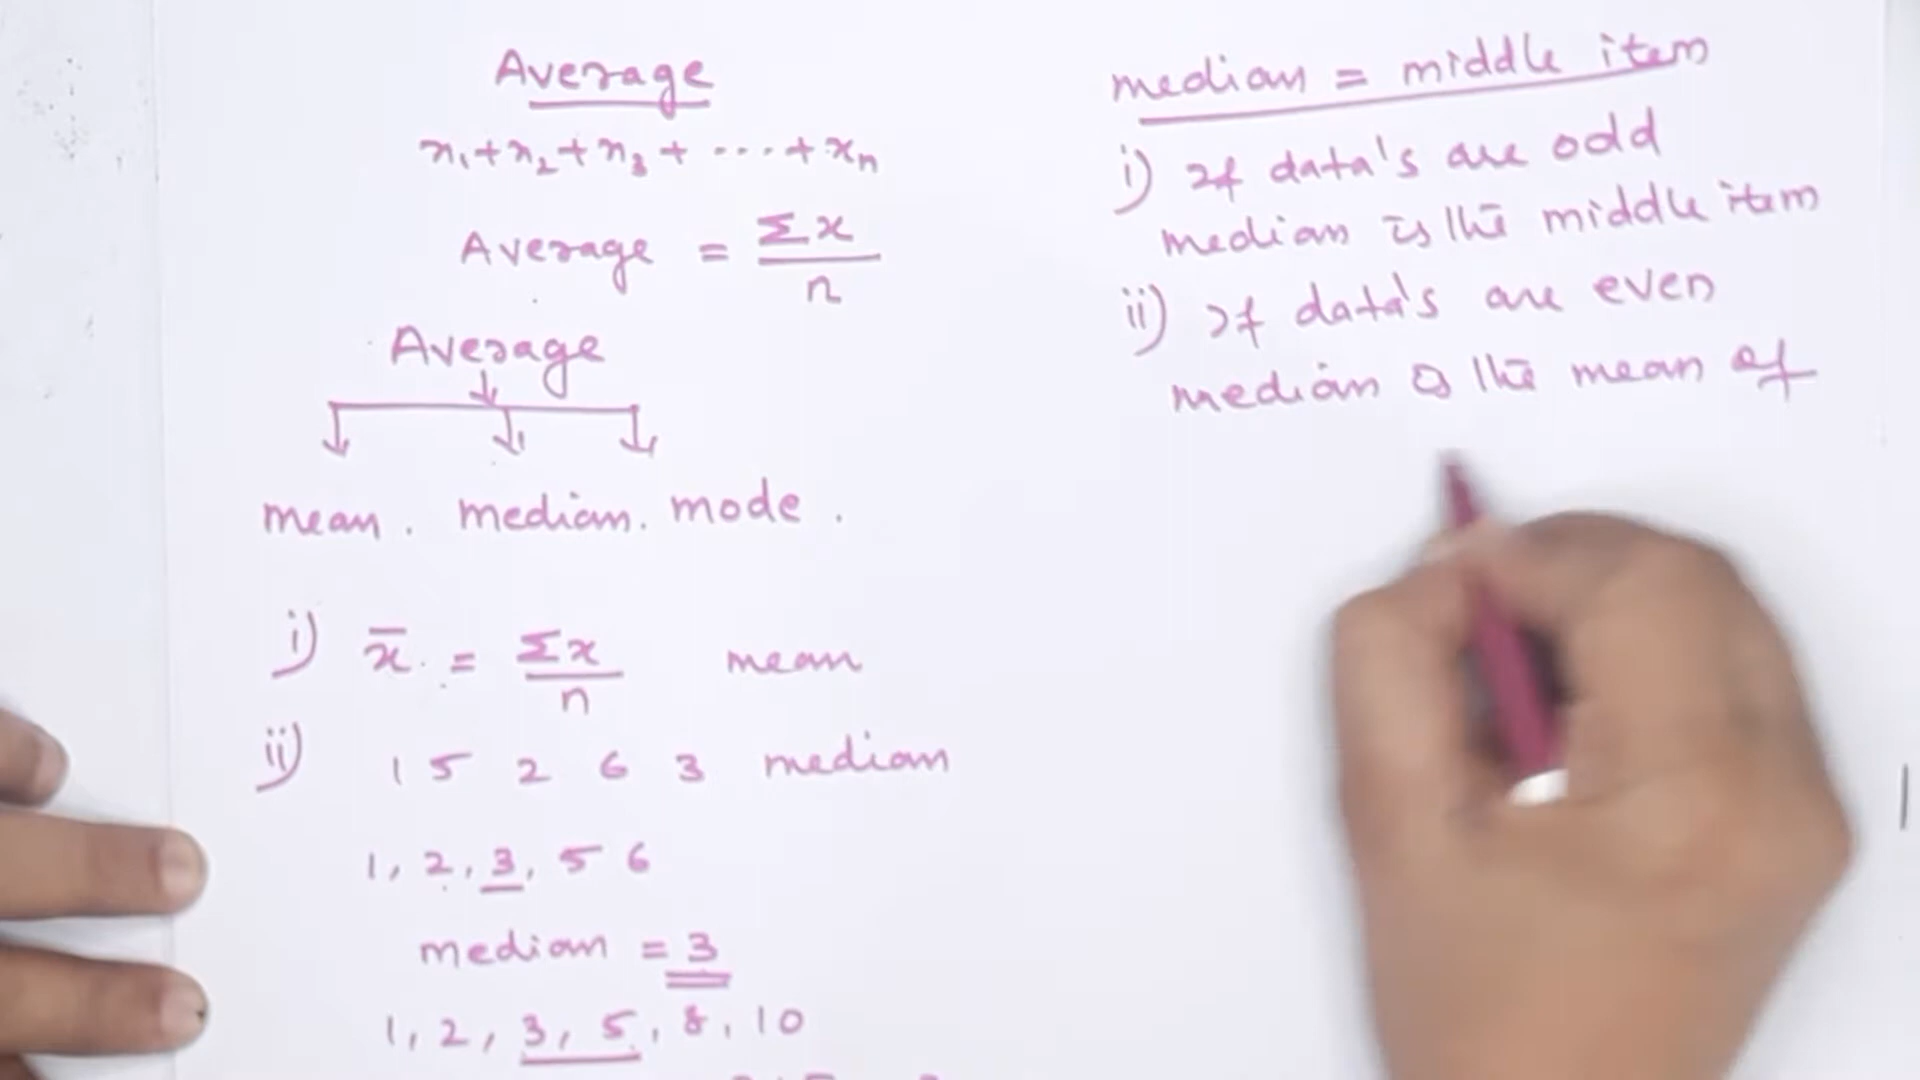 Average
x₁+x₂+x₃+ ···+xₙ
Average = Σx/n
Average
mean. median. mode.
i) x̄ = Σx/n mean
ii) 1 5 2 6 3 median
1, 2, 3, 5 6
median = 3
1, 2, 3, 5, 8, 10
median = middle item
i) If data's are odd
median is the middle item
ii) If data's are even
median is the mean of